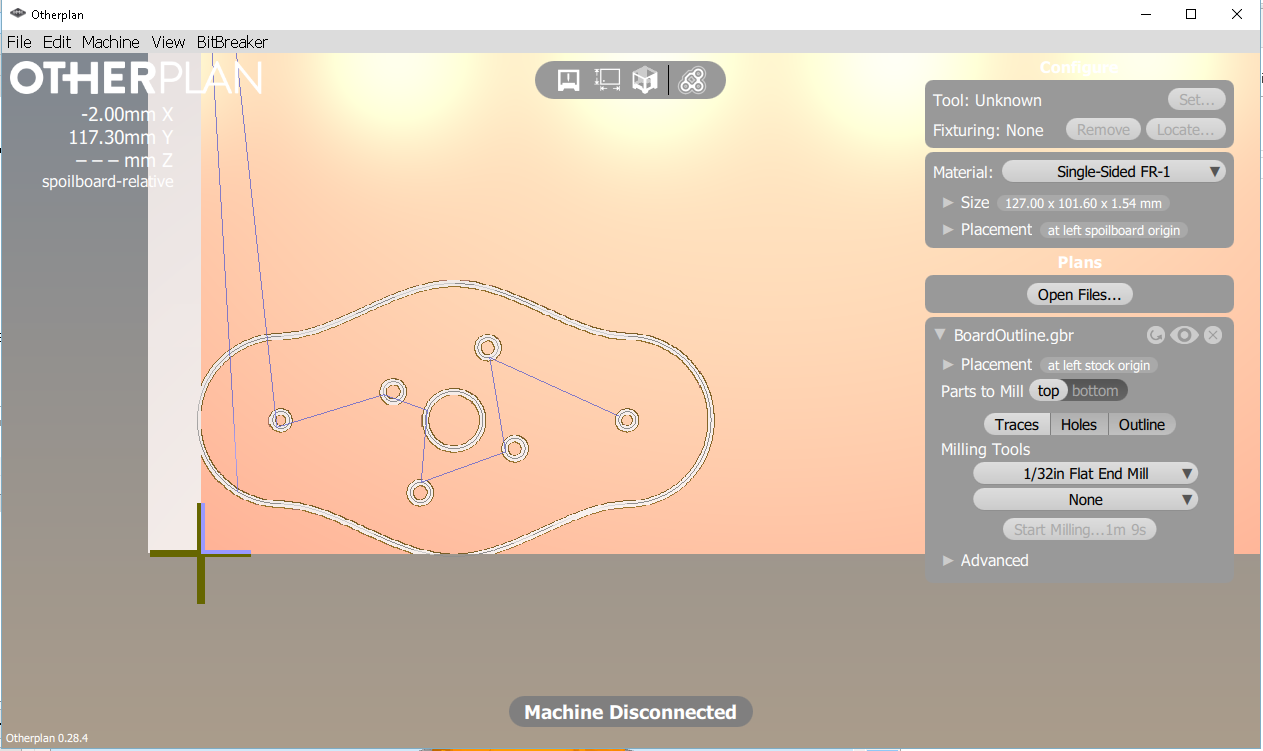 Otherplan
File Edit Machine View BitBreaker
OTHERPLAN
-2.00mm X
117.30mm Y
– – – mm Z
spoilboard-relative
Configure
Tool: Unknown
Set...
Fixturing: None
Remove
Locate...
Material:
Single-Sided FR-1
Size
127.00 x 101.60 x 1.54 mm
Placement
at left spoilboard origin
Plans
Open Files...
BoardOutline.gbr
Placement
at left stock origin
Parts to Mill
top
bottom
Traces
Holes
Outline
Milling Tools
1/32in Flat End Mill
None
Start Milling...1m 9s
Advanced
Machine Disconnected
Otherplan 0.28.4